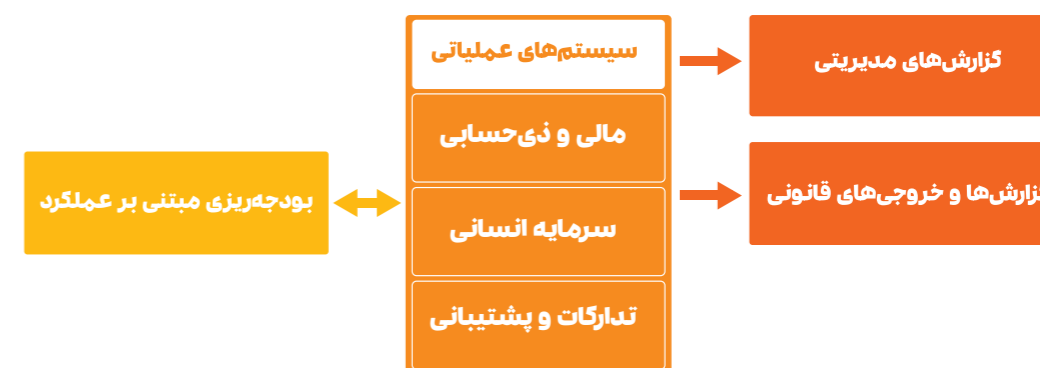 سیستم‌های عملیاتی
گزارش‌های مدیریتی
مالی و ذی‌حسابی
گزارش‌ها و خروجی‌های قانونی
بودجه‌ریزی مبتنی بر عملکرد
سرمایه انسانی
تدارکات و پشتیبانی